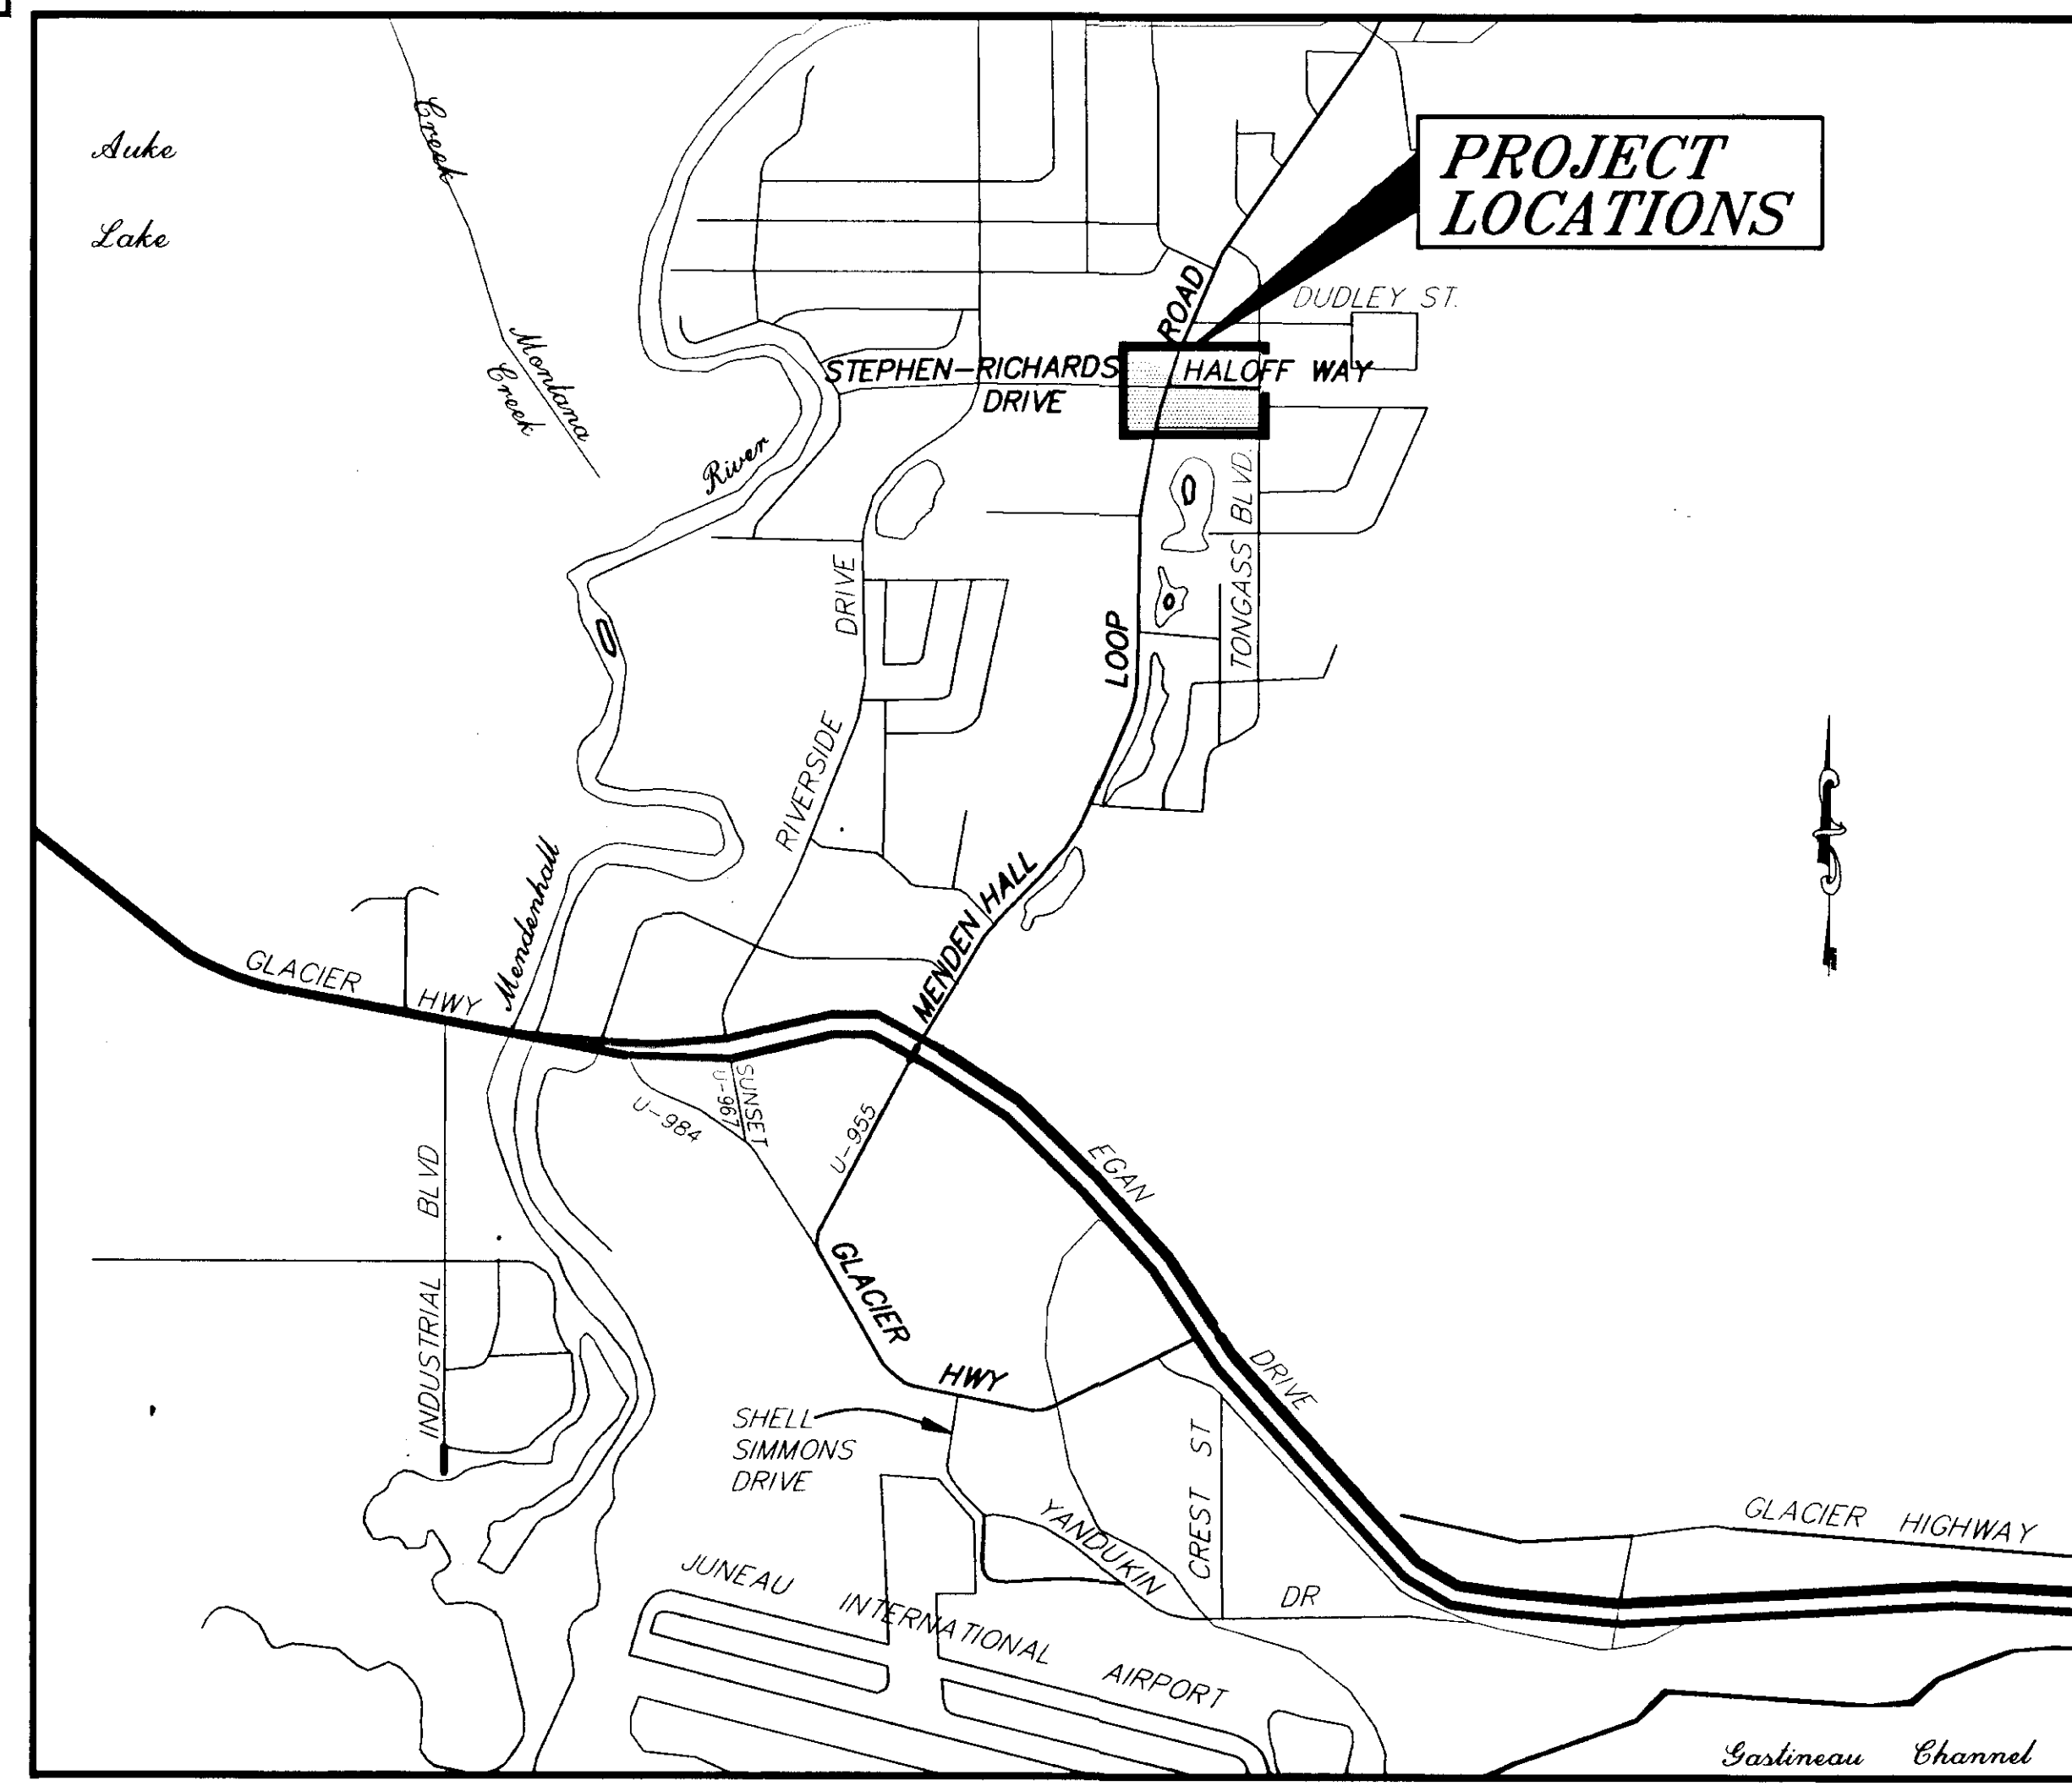 Auke
Lake
Creek
Montana
Creek
River
Mendenhall
PROJECT
LOCATIONS
DUDLEY ST.
ROAD
STEPHEN-RICHARDS
DRIVE
HALOFF WAY
TONGASS BLVD.
LOOP
MENDEN HALL
DRIVE
RIVERSIDE
GLACIER
HWY
SUNSET
U-967
U-984
U-955
EGAN
DRIVE
INDUSTRIAL BLVD
GLACIER
HWY
SHELL
SIMMONS
DRIVE
YANDUKIN
DR
CREST ST
GLACIER HIGHWAY
JUNEAU INTERNATIONAL AIRPORT
Gastineau Channel